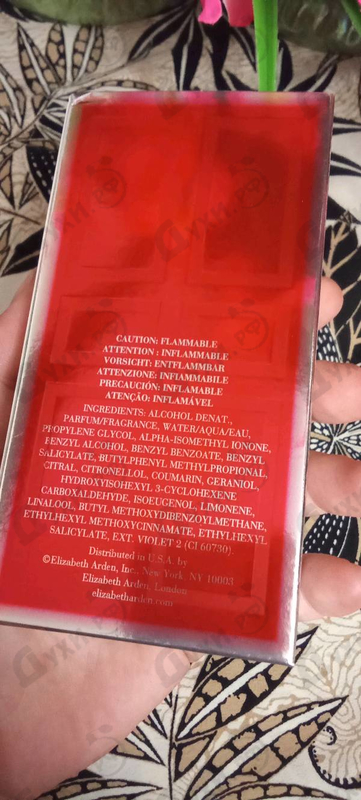 CAUTION: FLAMMABLE
ATTENTION : INFLAMMABLE
VORSICHT: ENTFLAMMBAR
ATTENZIONE: INFIAMMABILE
PRECAUCIÓN: INFLAMABLE
ATENÇÃO: INFLAMÁVEL
INGREDIENTS: ALCOHOL DENAT.,
PARFUM/FRAGRANCE, WATER/AQUA/EAU,
PROPYLENE GLYCOL, ALPHA-ISOMETHYL IONONE,
BENZYL ALCOHOL, BENZYL BENZOATE, BENZYL
SALICYLATE, BUTYLPHENYL METHYLPROPIONAL,
CITRAL, CITRONELLOL, COUMARIN, GERANIOL,
HYDROXYISOHEXYL 3-CYCLOHEXENE
CARBOXALDEHYDE, ISOEUGENOL, LIMONENE,
LINALOOL, BUTYL METHOXYDIBENZOYLMETHANE,
ETHYLHEXYL METHOXYCINNAMATE, ETHYLHEXYL
SALICYLATE, EXT. VIOLET 2 (CI 60730).
Distributed in U.S.A. by
©Elizabeth Arden, Inc., New York, NY 10003
Elizabeth Arden, London
elizabetharden.com
Духи.рф